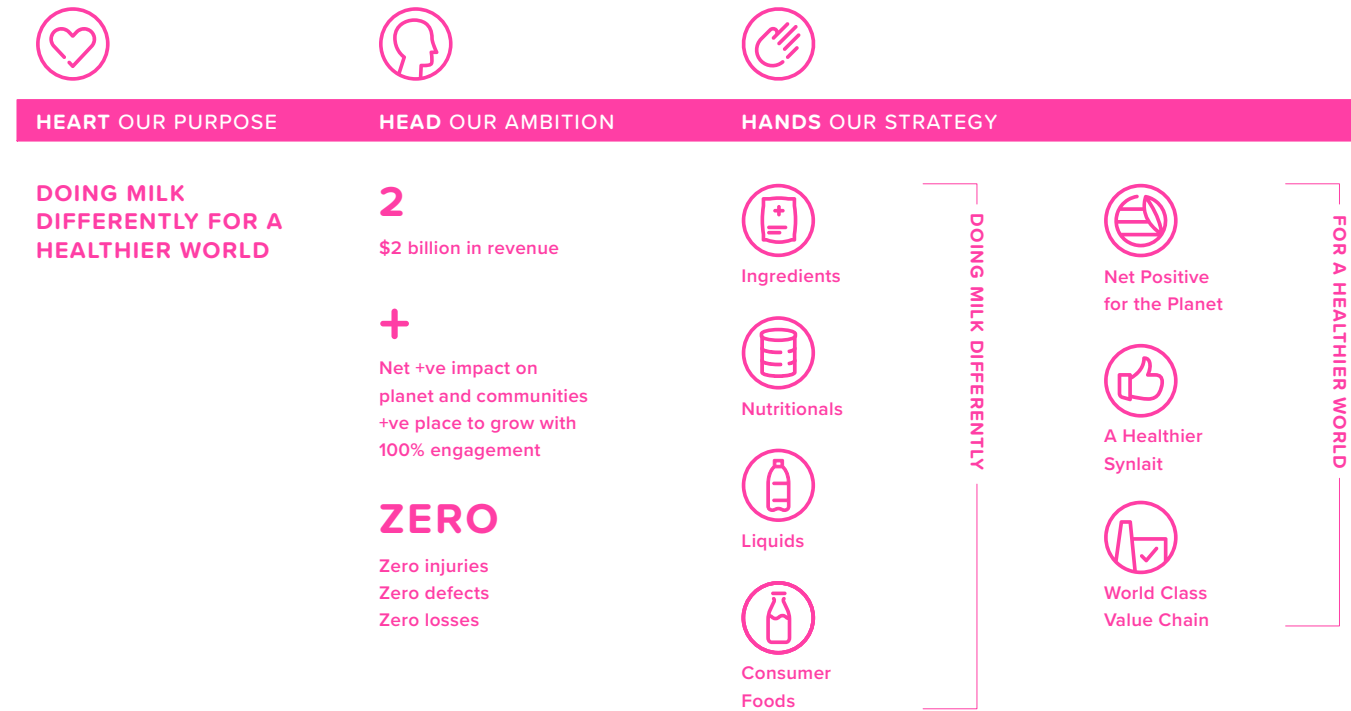 HEART OUR PURPOSE
DOING MILK
DIFFERENTLY FOR A
HEALTHIER WORLD
HEAD OUR AMBITION
2
$2 billion in revenue
+
Net +ve impact on
planet and communities
+ve place to grow with
100% engagement
ZERO
Zero injuries
Zero defects
Zero losses
HANDS OUR STRATEGY
Ingredients
Nutritionals
Liquids
Consumer
Foods
DOING MILK DIFFERENTLY
Net Positive
for the Planet
A Healthier
Synlait
World Class
Value Chain
FOR A HEALTHIER WORLD